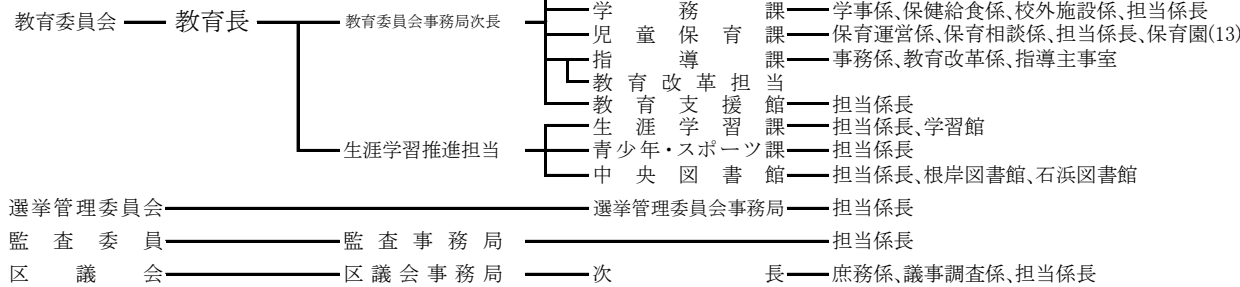 学務課 学事係、保健給食係、校外施設係、担当係長
教育委員会 教育長 教育委員会事務局次長
児童保育課 保育運営係、保育相談係、担当係長、保育園(13)
指導課 事務係、教育改革係、指導主事室
教育改革担当
教育支援館 担当係長
生涯学習課 担当係長、学習館
生涯学習推進担当 青少年・スポーツ課 担当係長
中央図書館 担当係長、根岸図書館、石浜図書館
選挙管理委員会 選挙管理委員会事務局 担当係長
監査委員 監査事務局 担当係長
区議会 区議会事務局 次長 庶務係、議事調査係、担当係長